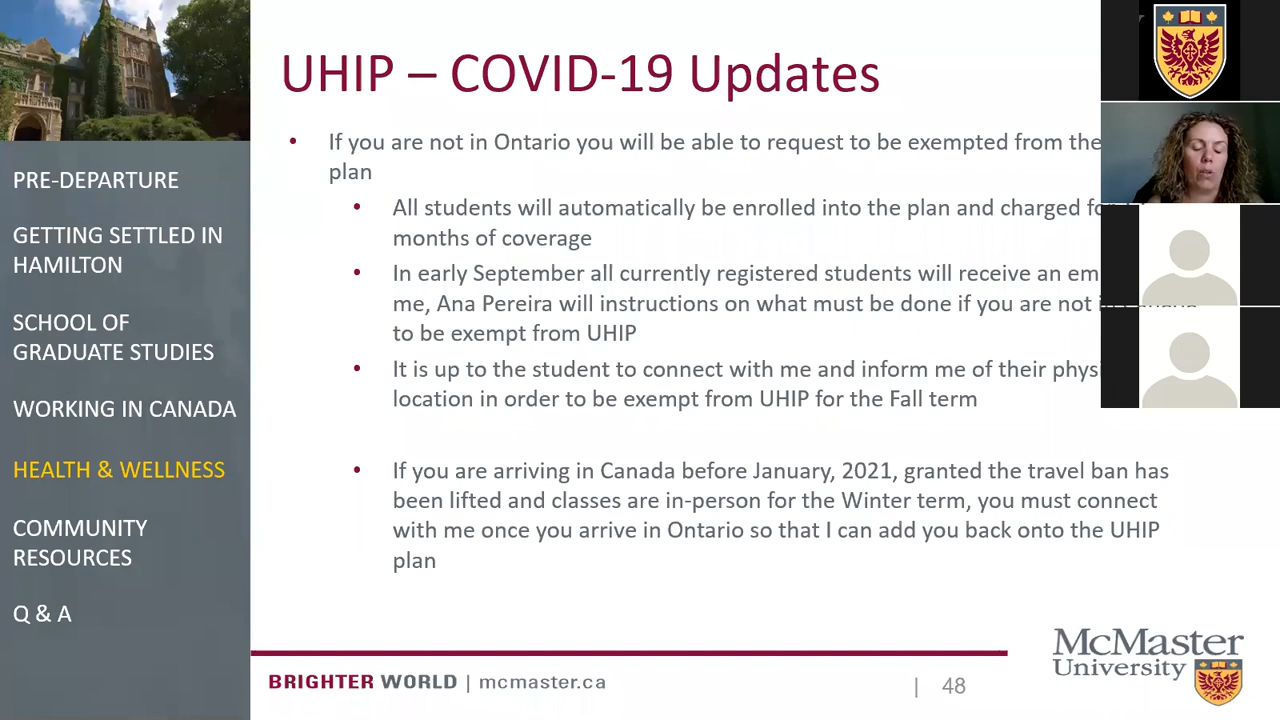 UHIP – COVID-19 Updates
• If you are not in Ontario you will be able to request to be exempted from the
plan
• All students will automatically be enrolled into the plan and charged
months of coverage
• In early September all currently registered students will receive an
me, Ana Pereira will instructions on what must be done if you are not
to be exempt from UHIP
• It is up to the student to connect with me and inform me of their
location in order to be exempt from UHIP for the Fall term
• If you are arriving in Canada before January, 2021, granted the travel ban has
been lifted and classes are in-person for the Winter term, you must connect
with me once you arrive in Ontario so that I can add you back onto the UHIP
plan
PRE-DEPARTURE
GETTING SETTLED IN
HAMILTON
SCHOOL OF
GRADUATE STUDIES
WORKING IN CANADA
HEALTH & WELLNESS
COMMUNITY
RESOURCES
Q & A
BRIGHTER WORLD | mcmaster.ca
| 48
McMaster
University